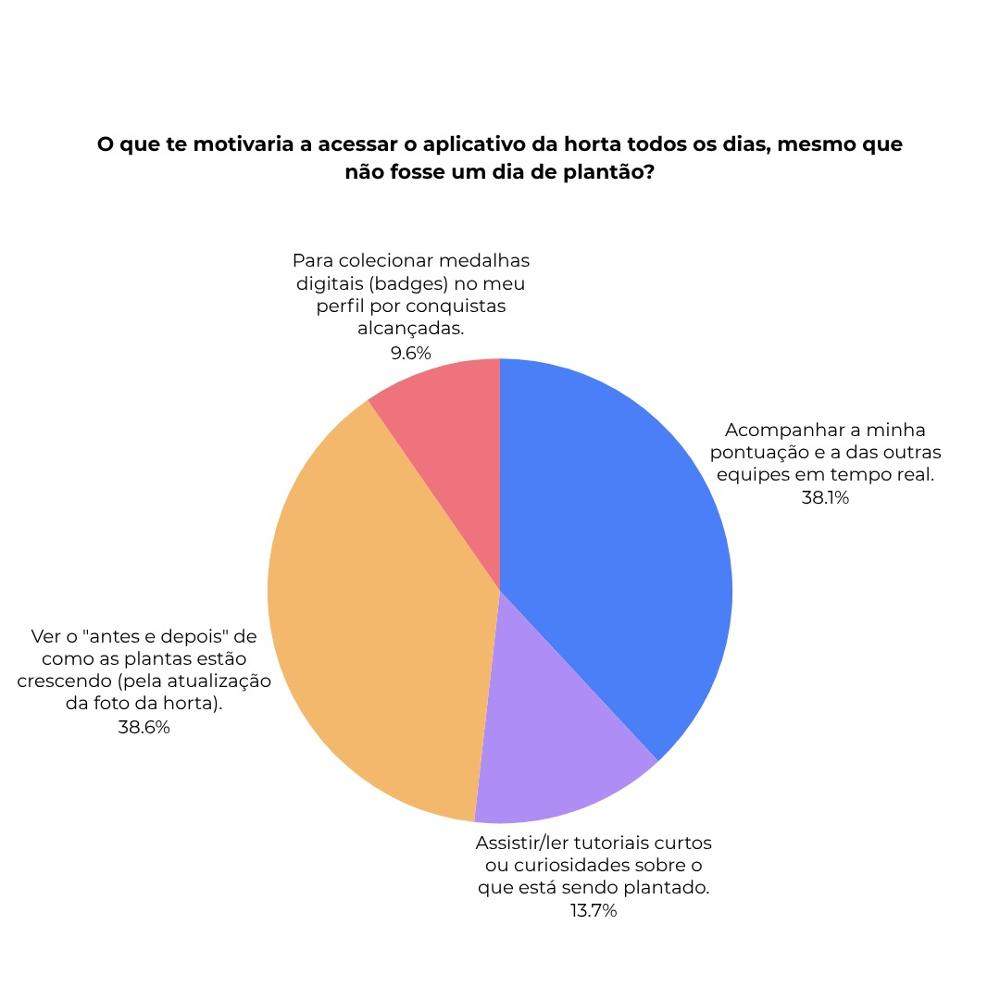 O que te motivaria a acessar o aplicativo da horta todos os dias, mesmo que
não fosse um dia de plantão?
Para colecionar medalhas
digitais (badges) no meu
perfil por conquistas
alcançadas.
9.6%
Acompanhar a minha
pontuação e a das outras
equipes em tempo real.
38.1%
Ver o "antes e depois" de
como as plantas estão
crescendo (pela atualização
da foto da horta).
38.6%
Assistir/ler tutoriais curtos
ou curiosidades sobre o
que está sendo plantado.
13.7%